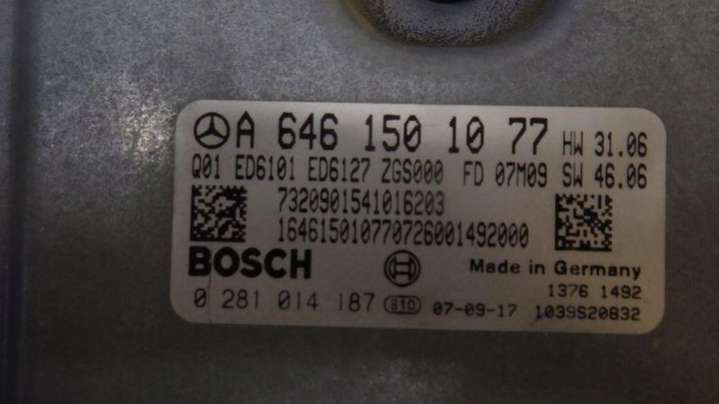 A 646 150 10 77 HW 31.06
Q01 ED6101 ED6127 ZGS000 FD 07M09 SW 46.06
7320901541016203
1646150107707260014920​00
BOSCH Made in Germany
1376 1492
0 281 014 187 810 07-09-17 1039S20832